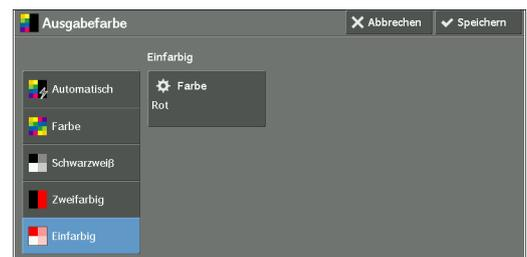 Ausgabefarbe
Abbrechen
Speichern
Einfarbig
Automatisch
Farbe
Rot
Farbe
Schwarzweiß
Zweifarbig
Einfarbig